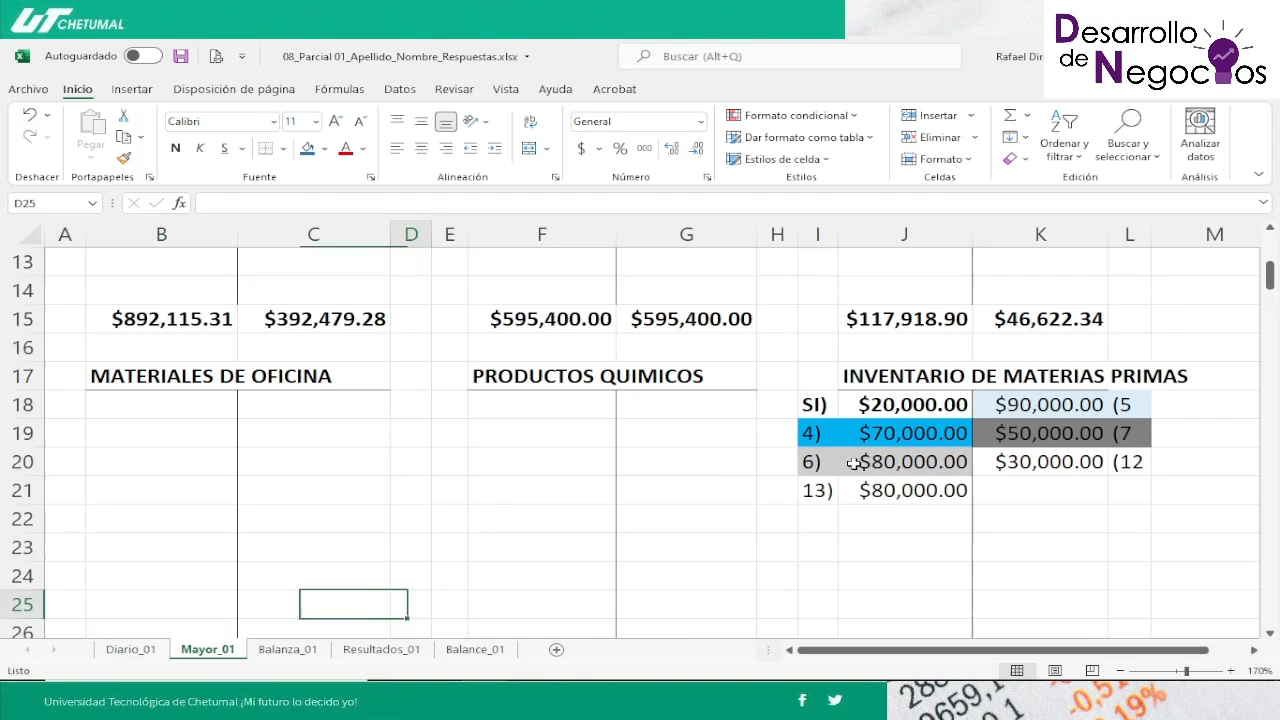 UT CHETUMAL
Desarrollo de Negocios
Autoguardado
08_Parcial 01_Apellido_Nombre_Respuestas.xlsx
Buscar (Alt+Q)
Rafael Dir
Archivo Inicio Insertar Disposición de página Fórmulas Datos Revisar Vista Ayuda Acrobat
Pegar
Calibri 11
General
Formato condicional
Insertar
N K S
$ % 000
Dar formato como tabla
Eliminar
Ordenar y filtrar
Buscar y seleccionar
Analizar datos
Estilos de celda
Formato
Deshacer Portapapeles Fuente Alineación Número Estilos Celdas Edición Análisis
D25 fx
A B C D E F G H I J K L M
13
14
15 $892,115.31 $392,479.28 $595,400.00 $595,400.00 $117,918.90 $46,622.34
16
17 MATERIALES DE OFICINA PRODUCTOS QUIMICOS INVENTARIO DE MATERIAS PRIMAS
18 SI) $20,000.00 $90,000.00 (5
19 4) $70,000.00 $50,000.00 (7
20 6) $80,000.00 $30,000.00 (12
21 13) $80,000.00
22
23
24
25
26
Diario_01 Mayor_01 Balanza_01 Resultados_01 Balance_01
Listo 170%
Universidad Tecnológica de Chetumal ¡Mi futuro lo decido yo!